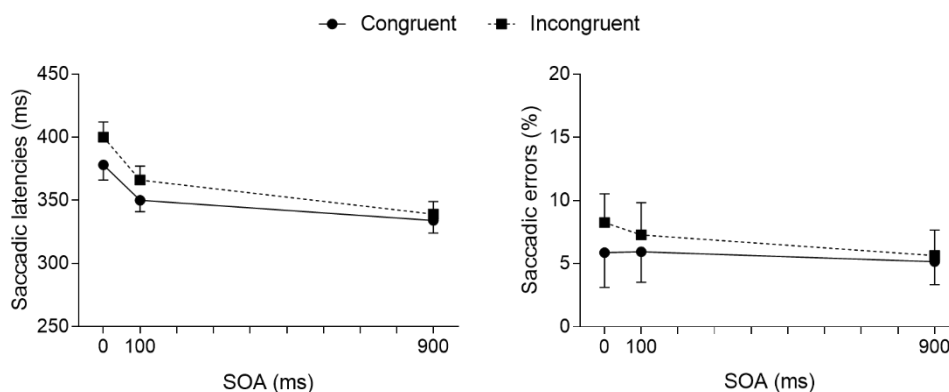 Congruent Incongruent
Saccadic latencies (ms)
450
400
350
300
250
0 100 900
SOA (ms)
Saccadic errors (%)
20
15
10
5
0
0 100 900
SOA (ms)